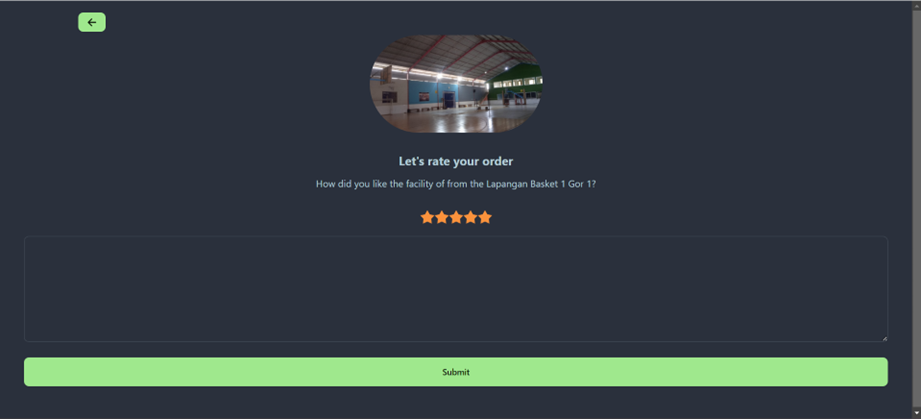 Let's rate your order
How did you like the facility of from the Lapangan Basket 1 Gor 1?
Submit